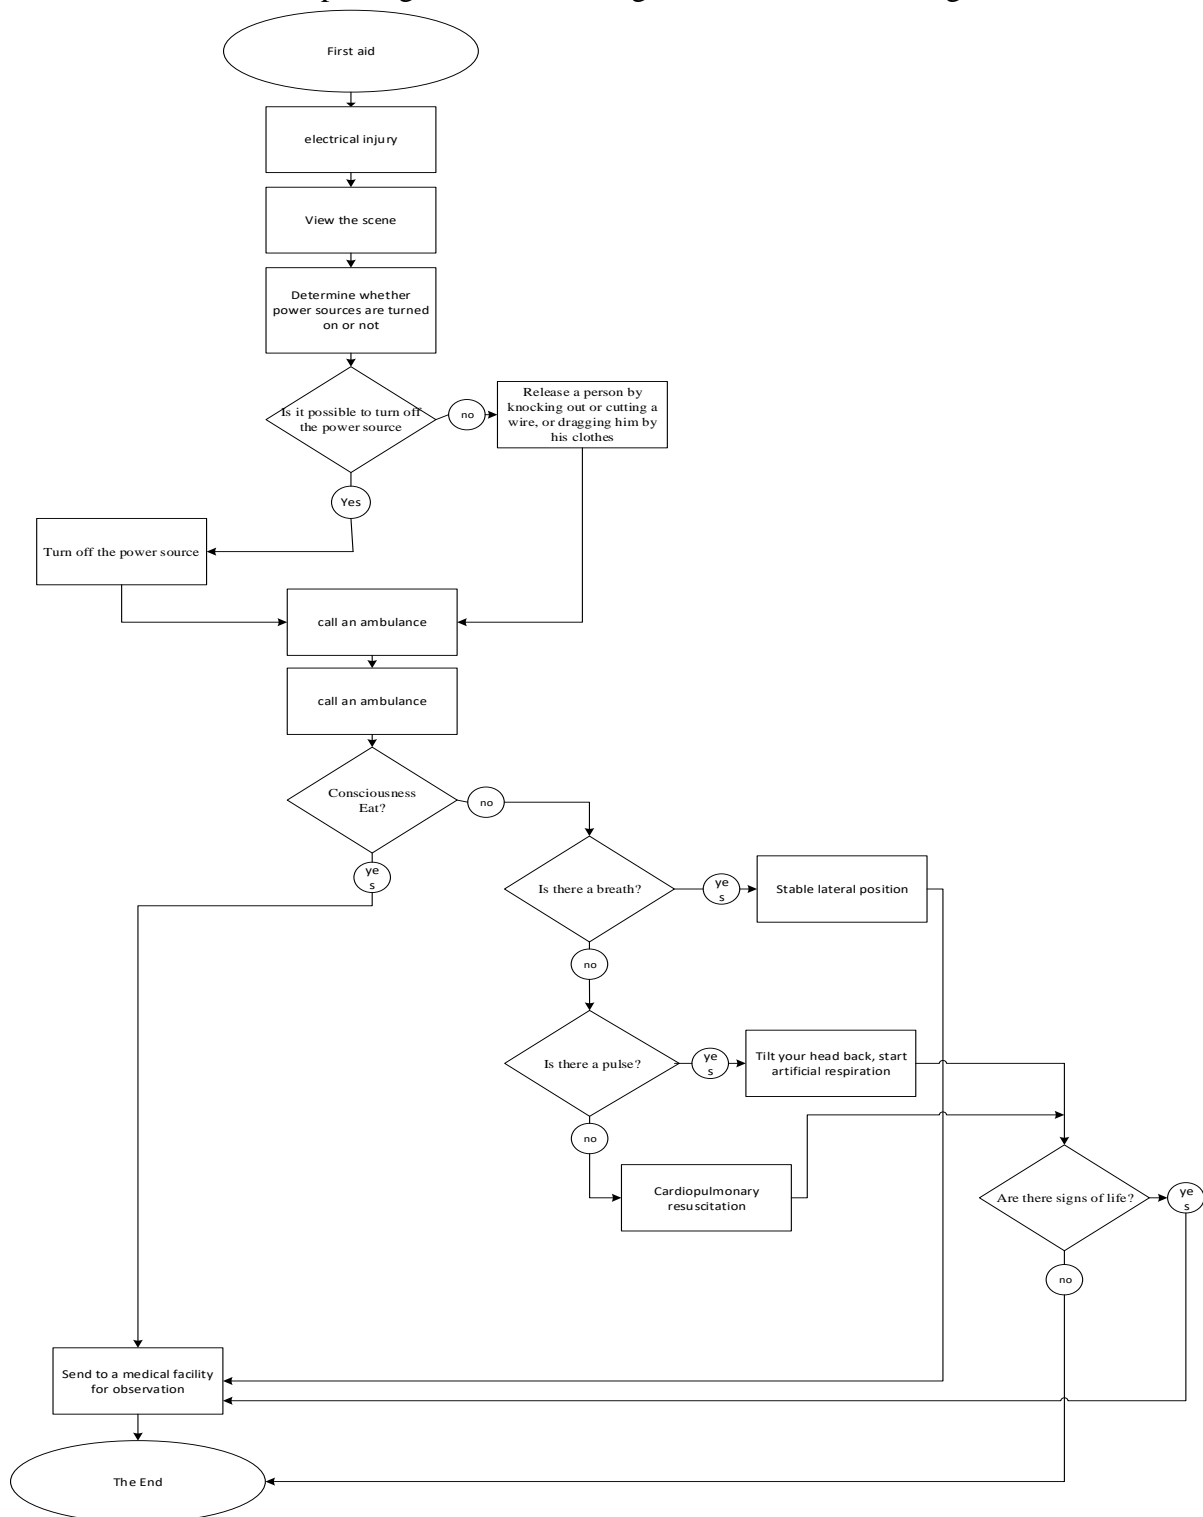 First aid
electrical injury
View the scene
Determine whether
power sources are turned
on or not
Is it possible to turn off
the power source
no
Release a person by
knocking out or cutting a
wire, or dragging him by
his clothes
Yes
Turn off the power source
call an ambulance
call an ambulance
Consciousness
Eat?
no
ye
s
Is there a breath?
ye
s
Stable lateral position
no
Is there a pulse?
ye
s
Tilt your head back, start
artificial respiration
no
Cardiopulmonary
resuscitation
Are there signs of life?
ye
s
no
Send to a medical facility
for observation
The End